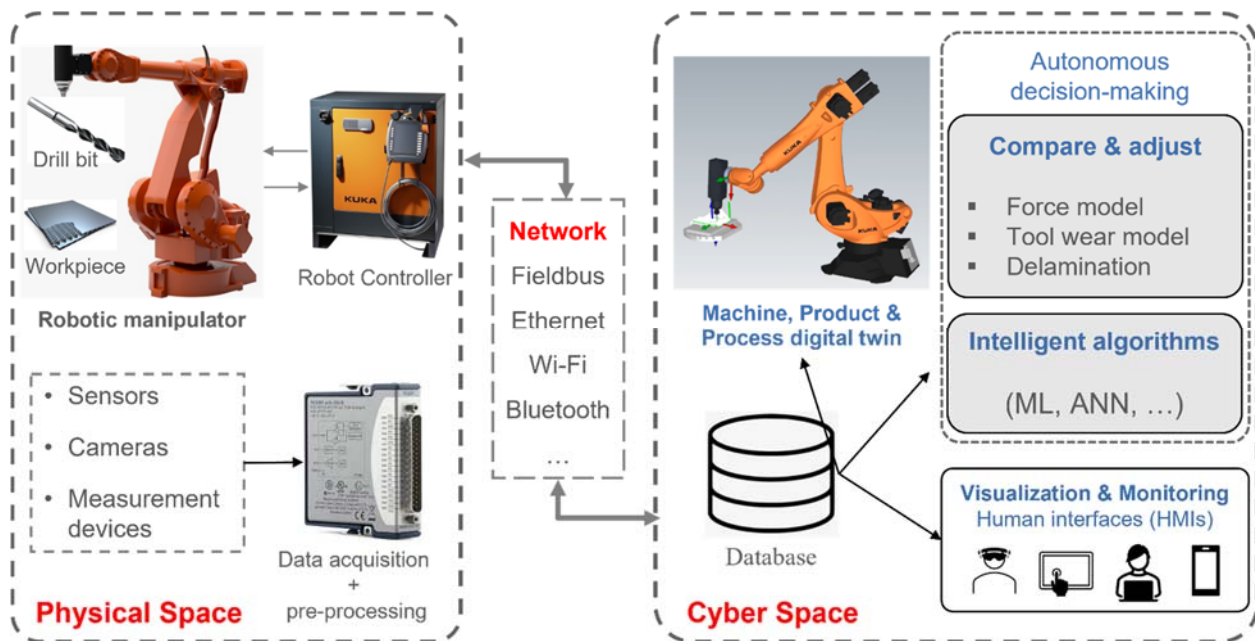 Drill bit
Workpiece
Robotic manipulator
KUKA
Robot Controller
• Sensors
• Cameras
• Measurement
devices
Data acquisition
+
pre-processing
Physical Space
Network
Fieldbus
Ethernet
Wi-Fi
Bluetooth
...
KUKA
Machine, Product &
Process digital twin
Database
Cyber Space
Autonomous
decision-making
Compare & adjust
▪ Force model
▪ Tool wear model
▪ Delamination
Intelligent algorithms
(ML, ANN, ...)
Visualization & Monitoring
Human interfaces (HMIs)